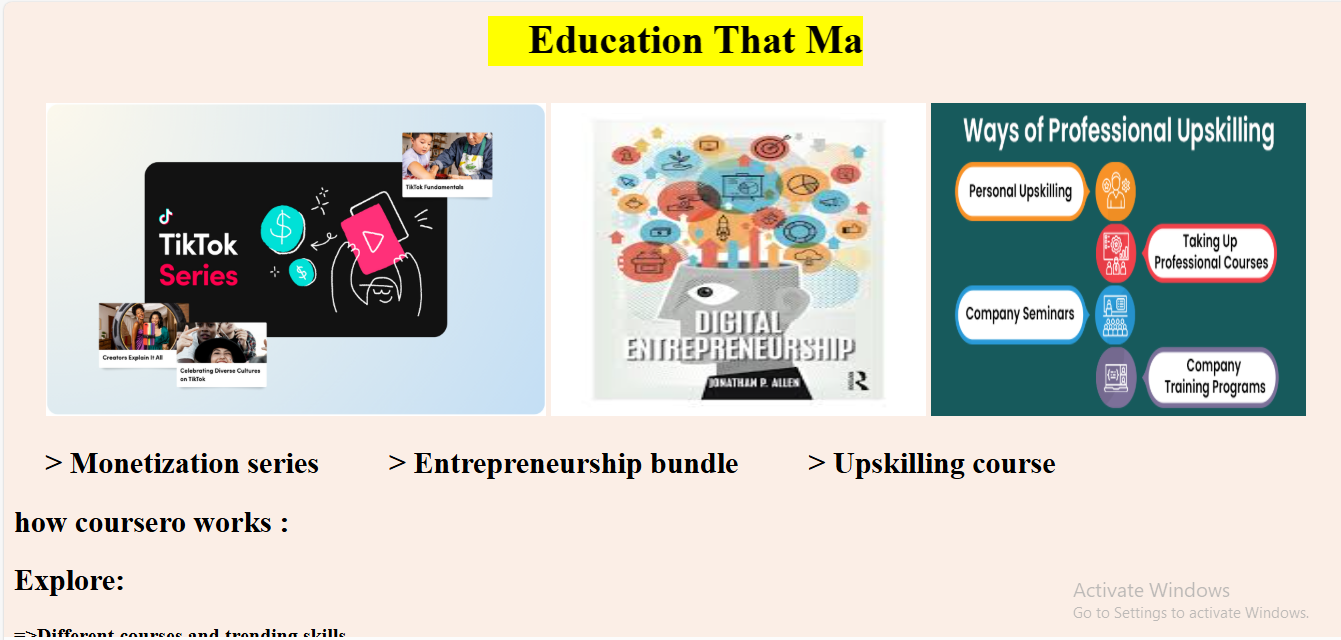 Education That Ma
TikTok
Series
TikTok Fundamentals
Creators Explain It All
Celebrating Diverse Cultures
on TikTok
DIGITAL
ENTREPRENEURSHIP
JONATHAN P. ALLEN
Ways of Professional Upskilling
Personal Upskilling
Taking Up
Professional Courses
Company Seminars
Company
Training Programs
> Monetization series > Entrepreneurship bundle > Upskilling course
how coursero works :
Explore:
=>Different courses and trending skills
Activate Windows
Go to Settings to activate Windows.